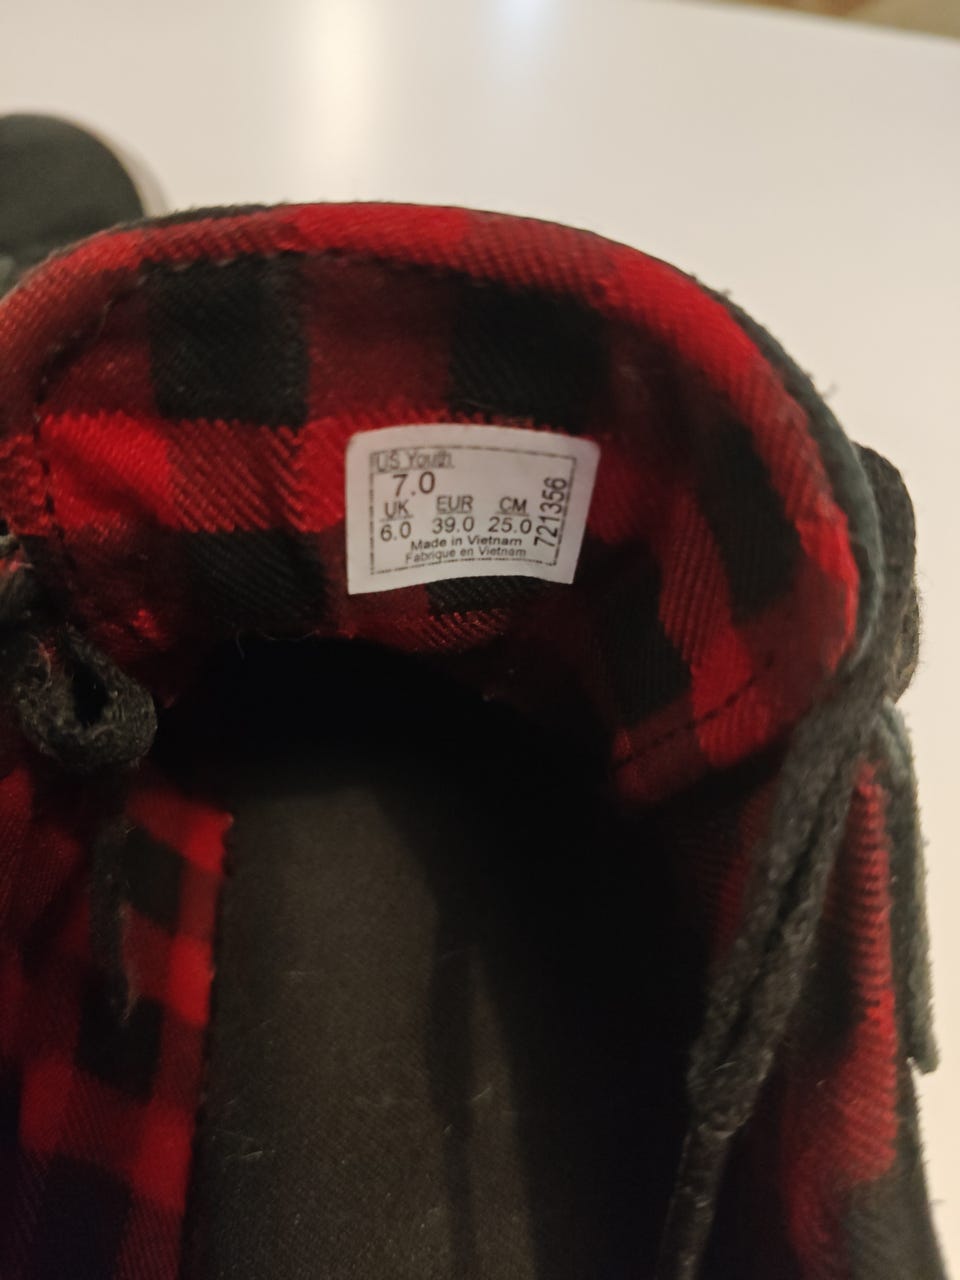 US Youth
7.0
UK EUR CM
6.0 39.0 25.0
Made in Vietnam
Fabrique en Vietnam
721356